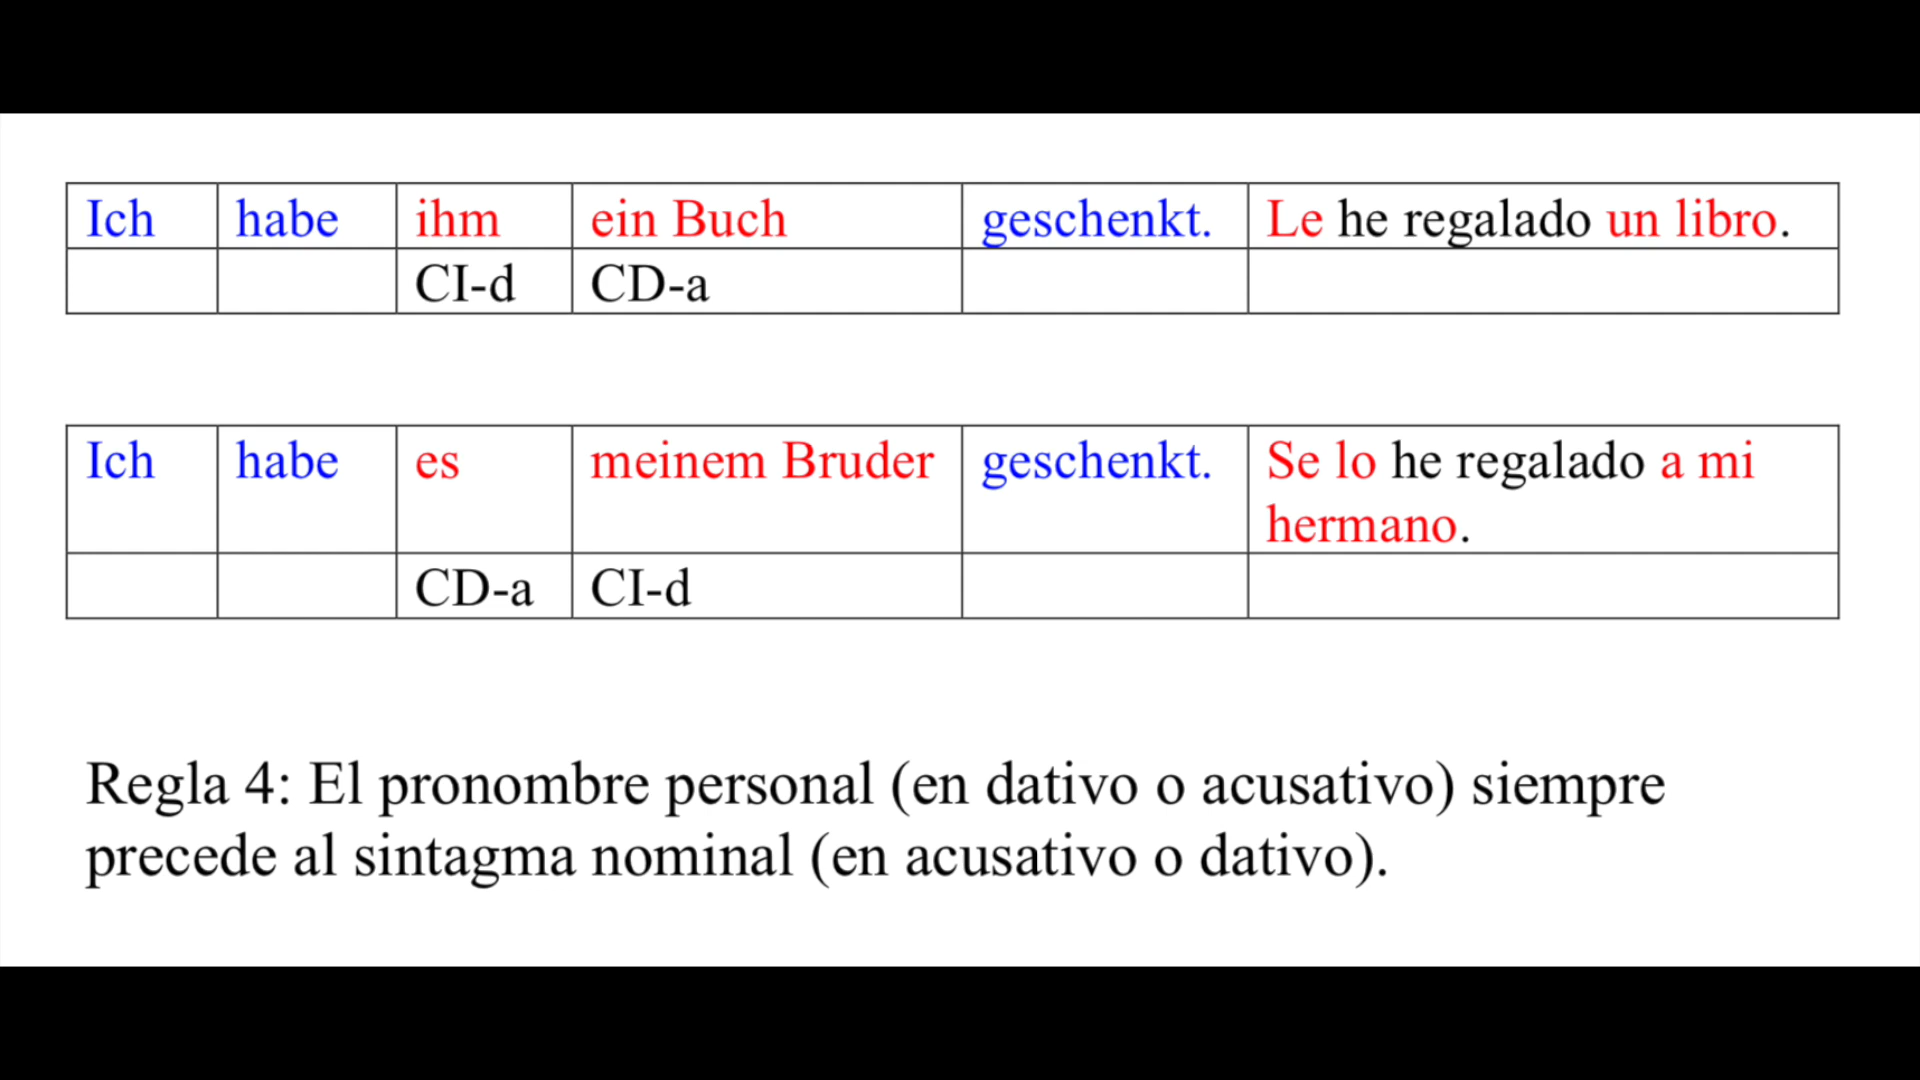 Ich habe ihm ein Buch geschenkt. Le he regalado un libro.
CI-d CD-a
Ich habe es meinem Bruder geschenkt. Se lo he regalado a mi
hermano.
CD-a CI-d
Regla 4: El pronombre personal (en dativo o acusativo) siempre
precede al sintagma nominal (en acusativo o dativo).